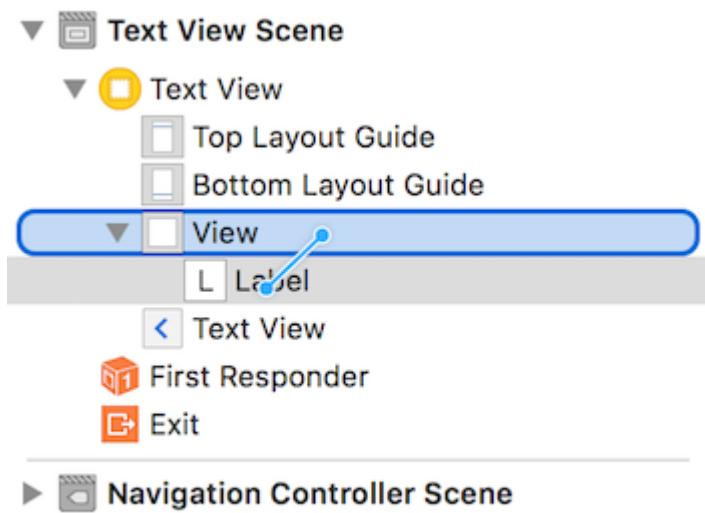 Text View Scene
Text View
Top Layout Guide
Bottom Layout Guide
View
L Label
Text View
First Responder
Exit
Navigation Controller Scene